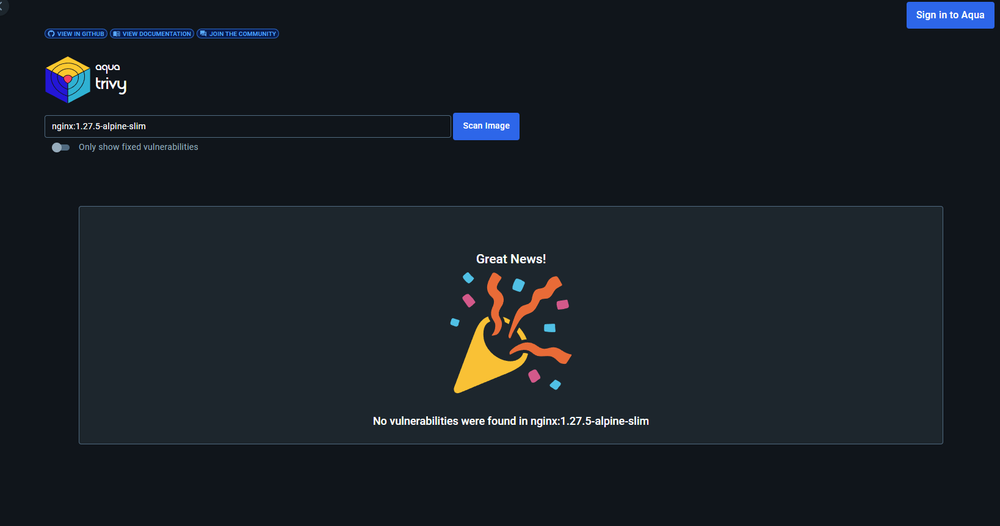 Sign in to Aqua
VIEW IN GITHUB VIEW DOCUMENTATION JOIN THE COMMUNITY
aqua
trivy
nginx:1.27.5-alpine-slim Scan Image
Only show fixed vulnerabilities
Great News!
No vulnerabilities were found in nginx:1.27.5-alpine-slim